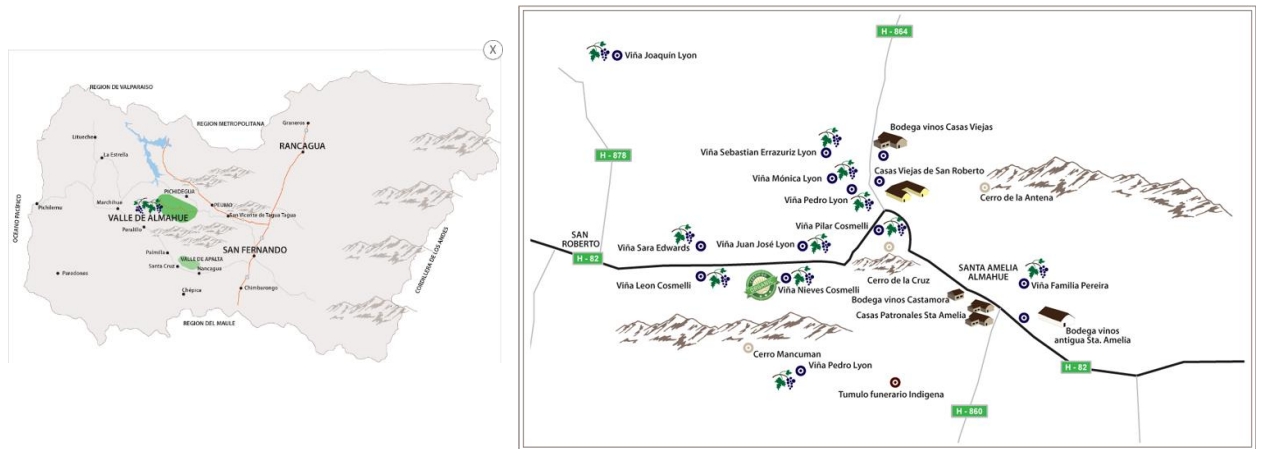 X
REGION DE VALPARAISO
REGION METROPOLITANA
Graneros
RANCAGUA
Litueche
La Estrella
PICHIDEGUA
Marchihue
PEUMO
Pichilemu
VALLE DE ALMAHUE
San Vicente de Tagua Tagua
Peralillo
OCEANO PACÍFICO
Palmilla
SAN FERNANDO
VALLE DE APALTA
Santa Cruz
Nancagua
Paredones
Chépica
Chimbarongo
CORDILLERA DE LOS ANDES
REGION DEL MAULE
H - 864
Viña Joaquín Lyon
Bodega vinos Casas Viejas
H - 878
Viña Sebastian Errazuriz Lyon
Casas Viejas de San Roberto
Viña Mónica Lyon
Cerro de la Antena
Viña Pedro Lyon
Viña Pilar Cosmelli
SAN
ROBERTO
Viña Sara Edwards
Viña Juan José Lyon
H - 82
Cerro de la Cruz
SANTA AMELIA
ALMAHUE
Viña Leon Cosmelli
Viña Nieves Cosmelli
Viña Familia Pereira
Bodega vinos Castamora
Casas Patronales Sta Amelia
Bodega vinos
antigua Sta. Amelia
Cerro Mancuman
Viña Pedro Lyon
H - 82
Tumulo funerario Indigena
H - 860